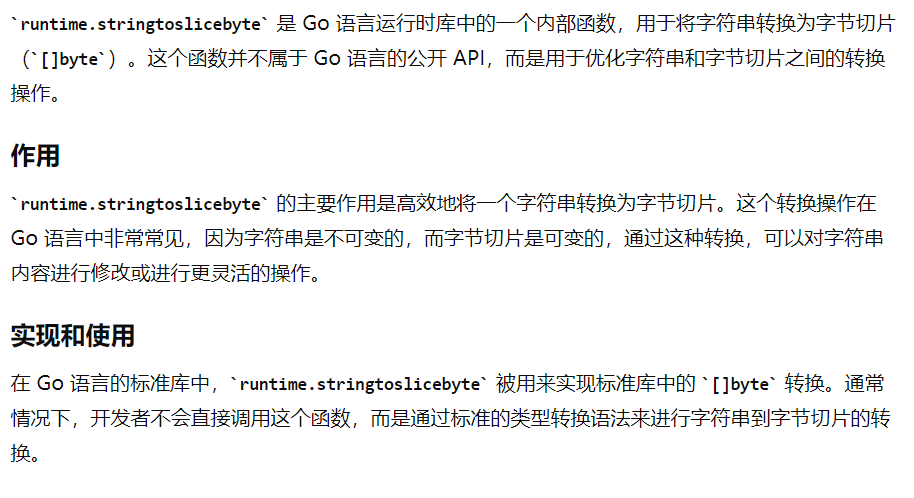 `runtime.stringtoslicebyte` 是 Go 语言运行时库中的一个内部函数，用于将字符串转换为字节切片
（`[]byte`）。这个函数并不属于 Go 语言的公开 API，而是用于优化字符串和字节切片之间的转换
操作。
作用
`runtime.stringtoslicebyte` 的主要作用是高效地将一个字符串转换为字节切片。这个转换操作在
Go 语言中非常常见，因为字符串是不可变的，而字节切片是可变的，通过这种转换，可以对字符串
内容进行修改或进行更灵活的操作。
实现和使用
在 Go 语言的标准库中，`runtime.stringtoslicebyte` 被用来实现标准库中的 `[]byte` 转换。通常
情况下，开发者不会直接调用这个函数，而是通过标准的类型转换语法来进行字符串到字节切片的转
换。